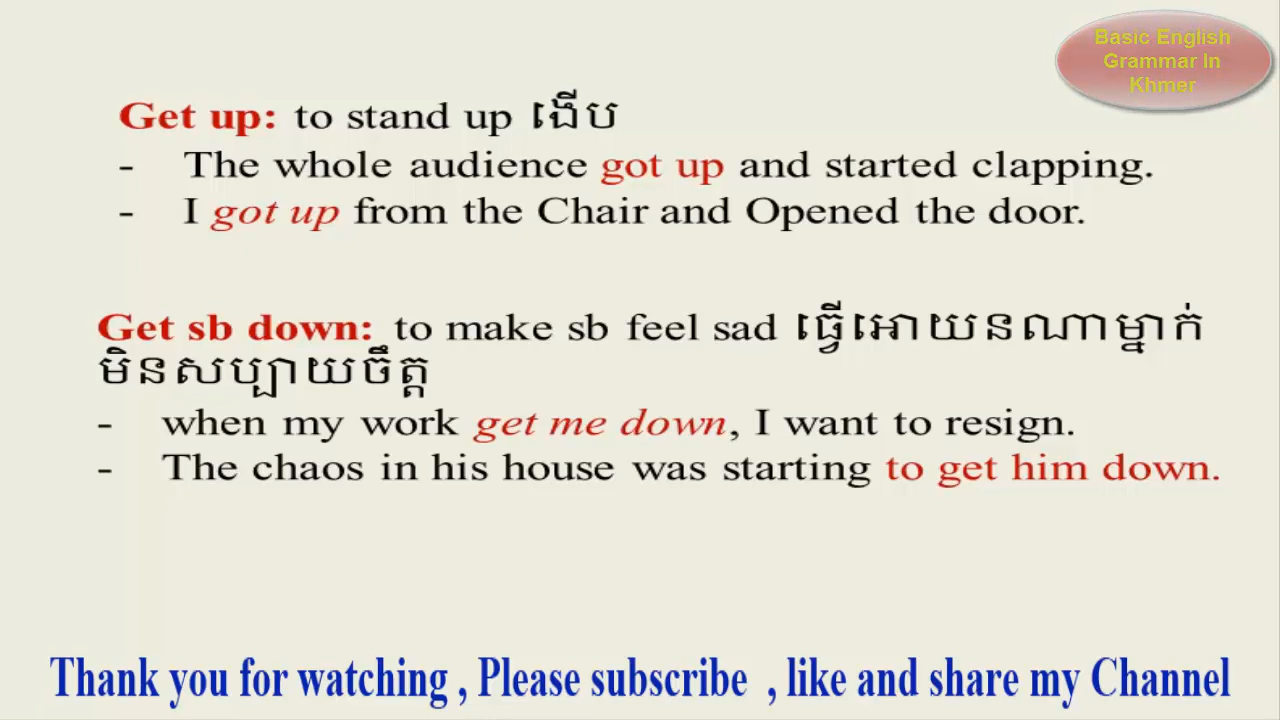 Basic English
Grammar In
Khmer
Get up: to stand up ងើប
- The whole audience got up and started clapping.
- I got up from the Chair and Opened the door.
Get sb down: to make sb feel sad ធ្វើអោយនណាម្នាក់
មិនសប្បាយចឹត្ត
- when my work get me down, I want to resign.
- The chaos in his house was starting to get him down.
Thank you for watching , Please subscribe , like and share my Channel